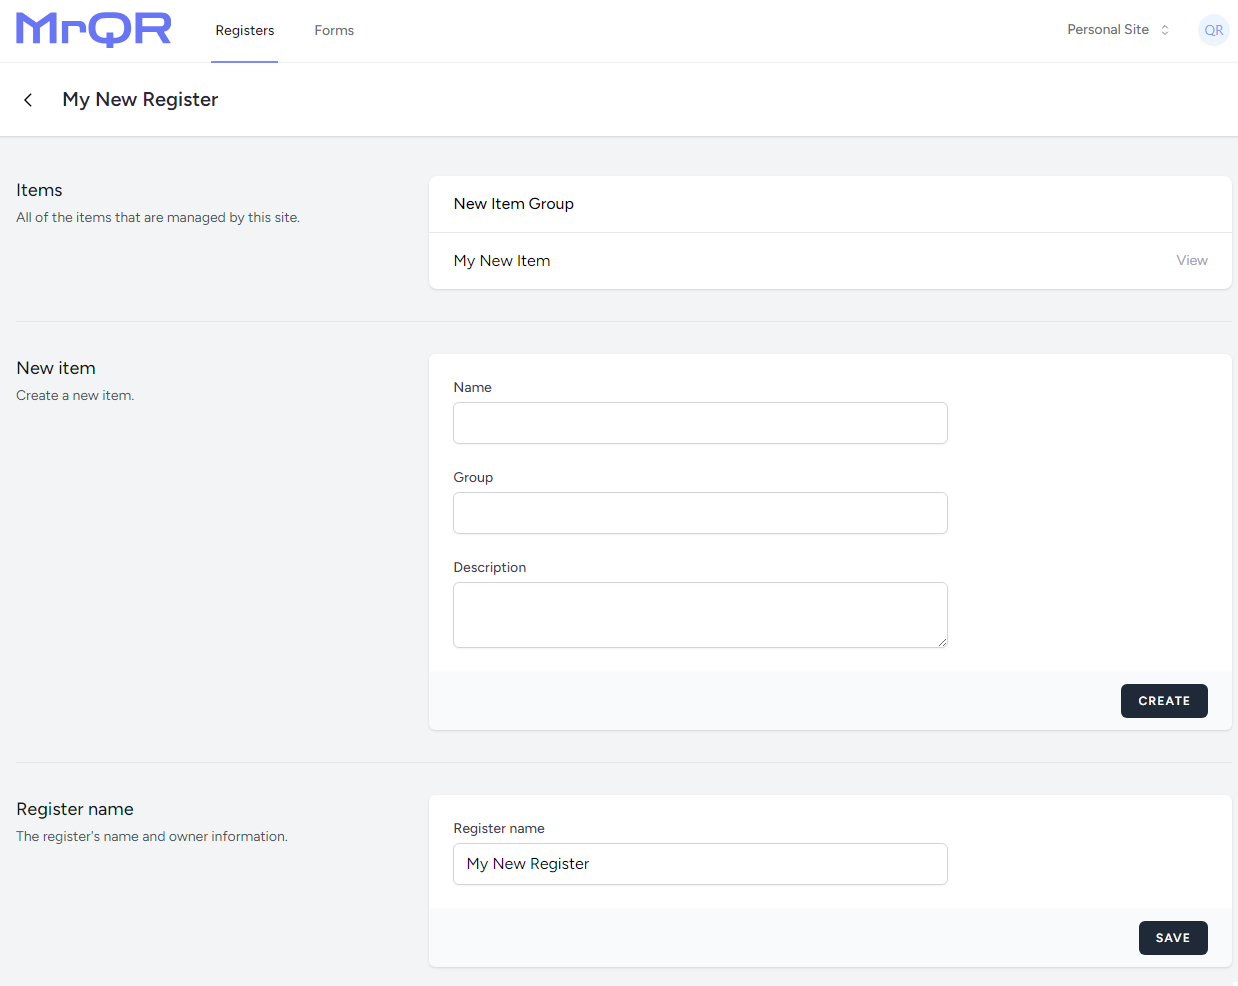 MrQR
Registers
Forms
Personal Site
QR
My New Register
Items
All of the items that are managed by this site.
New Item Group
My New Item
View
New item
Create a new item.
Name
Group
Description
CREATE
Register name
The register's name and owner information.
Register name
My New Register
SAVE